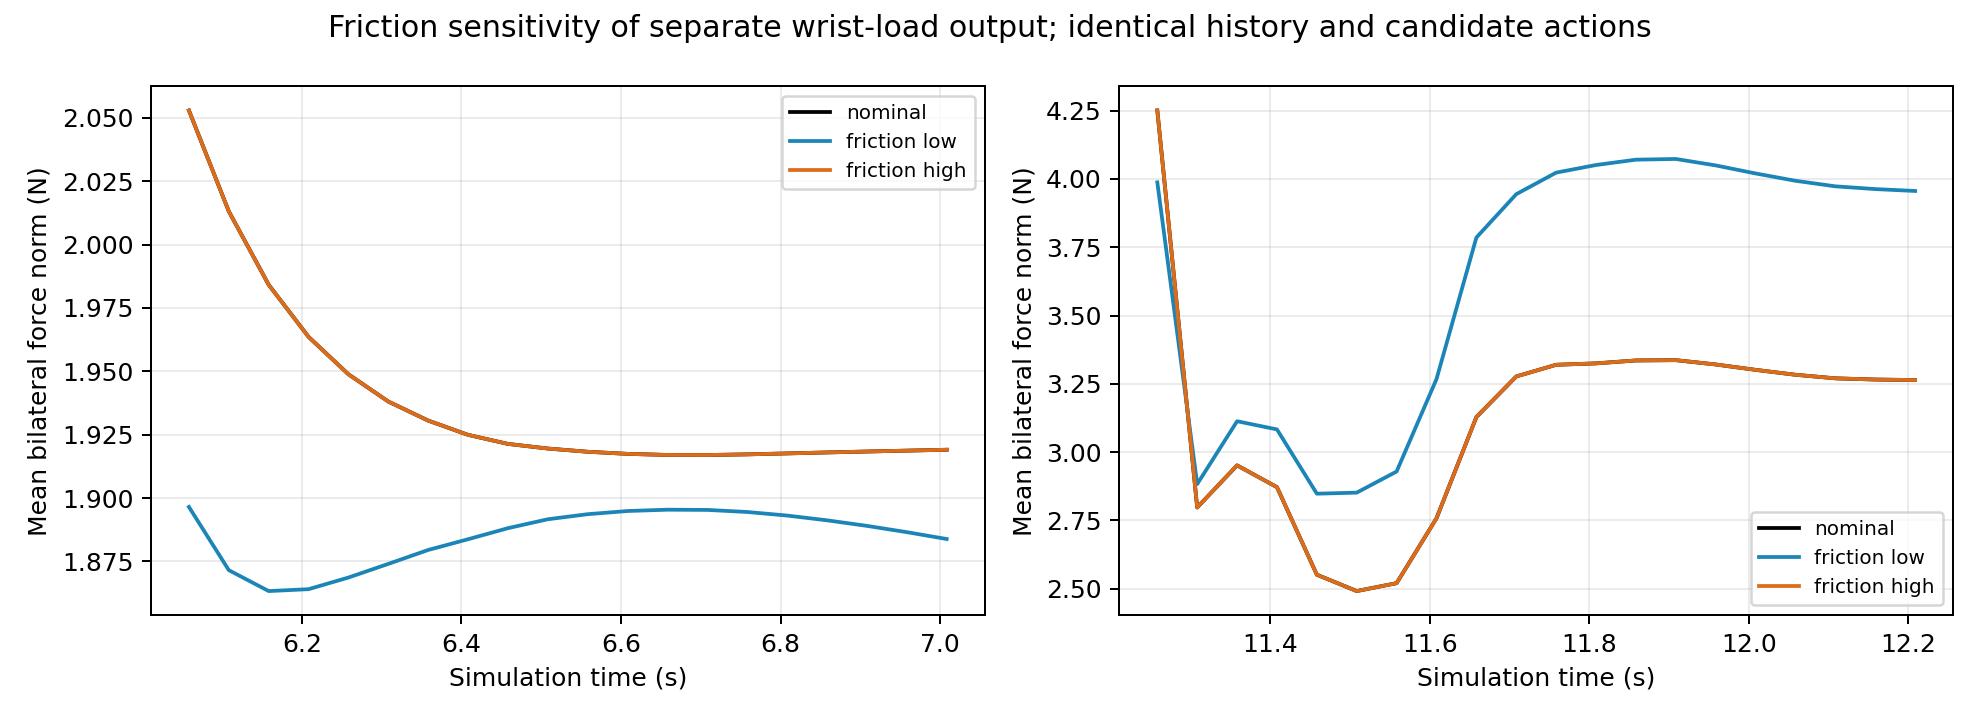 Friction sensitivity of separate wrist-load output; identical history and candidate actions
Mean bilateral force norm (N)
2.050
2.025
2.000
1.975
1.950
1.925
1.900
1.875
nominal
friction low
friction high
6.2
6.4
6.6
6.8
7.0
Simulation time (s)
Mean bilateral force norm (N)
4.25
4.00
3.75
3.50
3.25
3.00
2.75
2.50
nominal
friction low
friction high
11.4
11.6
11.8
12.0
12.2
Simulation time (s)